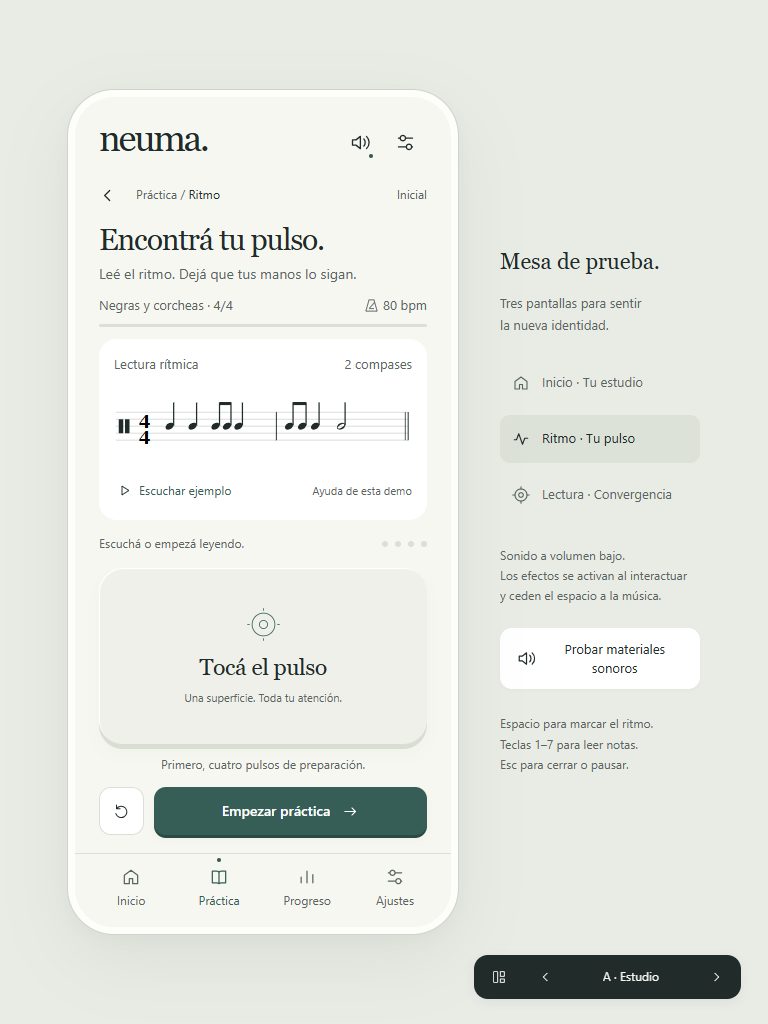 neuma.
Práctica / Ritmo
Inicial
Encontrá tu pulso.
Leé el ritmo. Dejá que tus manos lo sigan.
Negras y corcheas · 4/4
80 bpm
Lectura rítmica
2 compases
4
4
Escuchar ejemplo
Ayuda de esta demo
Escuchá o empezá leyendo.
Tocá el pulso
Una superficie. Toda tu atención.
Primero, cuatro pulsos de preparación.
Empezar práctica
Inicio
Práctica
Progreso
Ajustes
Mesa de prueba.
Tres pantallas para sentir
la nueva identidad.
Inicio · Tu estudio
Ritmo · Tu pulso
Lectura · Convergencia
Sonido a volumen bajo.
Los efectos se activan al interactuar
y ceden el espacio a la música.
Probar materiales
sonoros
Espacio para marcar el ritmo.
Teclas 1–7 para leer notas.
Esc para cerrar o pausar.
A · Estudio